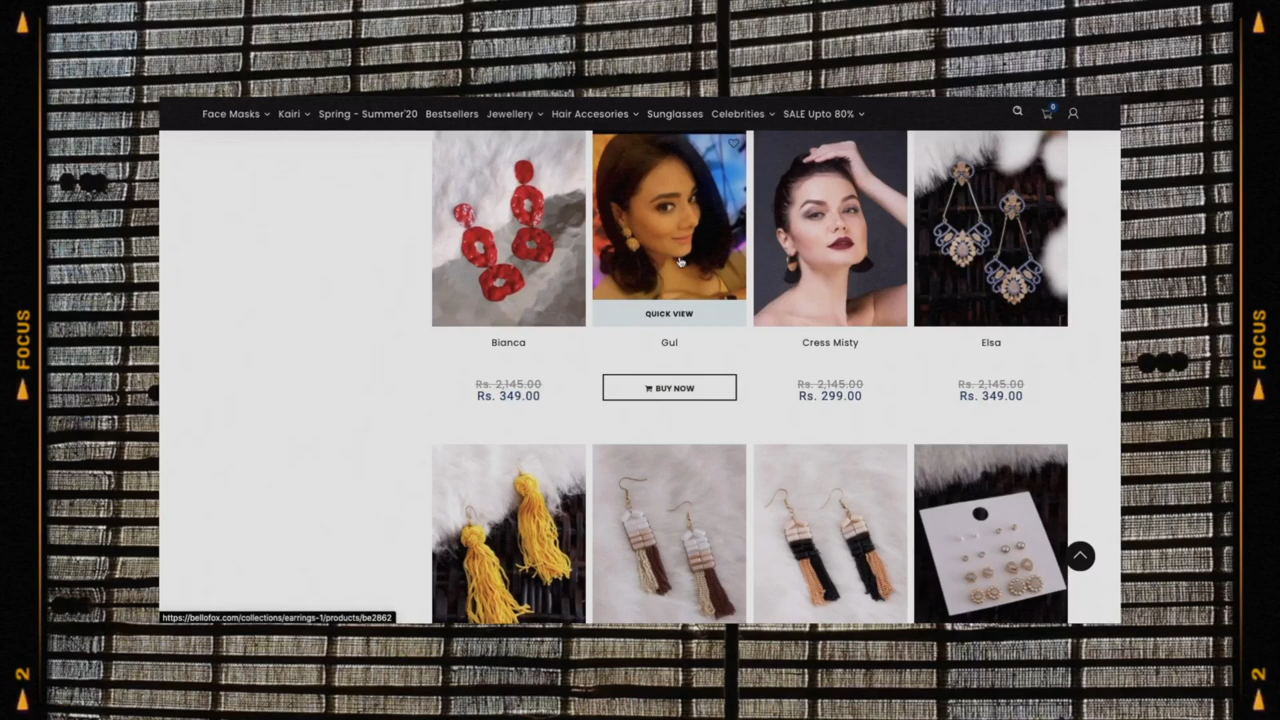 Face Masks Kairi Spring - Summer'20 Bestsellers Jewellery Hair Accesories Sunglasses Celebrities SALE Upto 80% 0
QUICK VIEW
Bianca Gul Cress Misty Elsa
Rs. 2,145.00 Rs. 2,145.00 Rs. 2,145.00
BUY NOW
Rs. 349.00 Rs. 299.00 Rs. 349.00
https://bellofox.com/collections/earrings-1/products/be2862
FOCUS
2
FOCUS
2